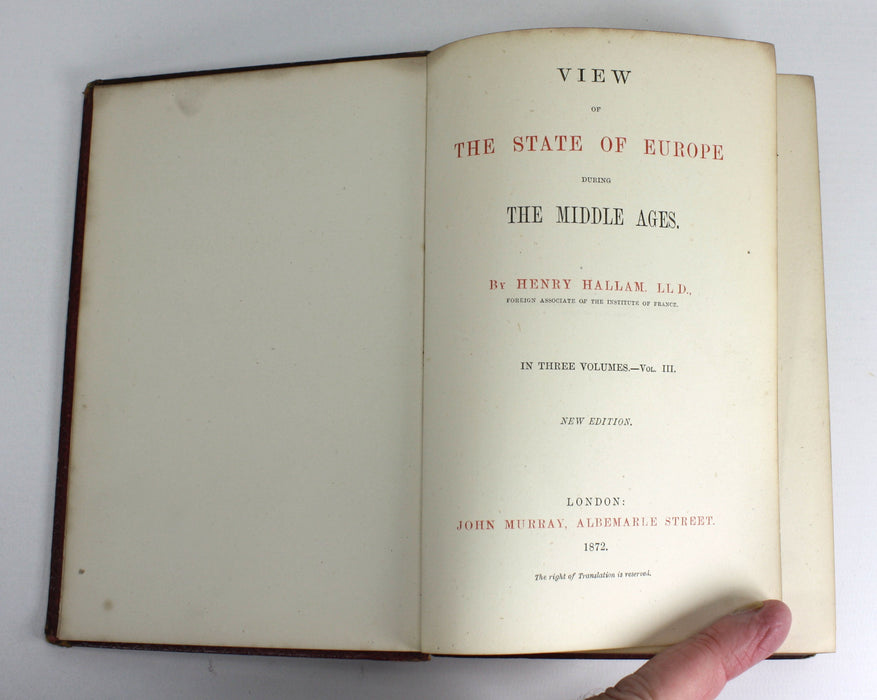 VIEW
OF
THE STATE OF EUROPE
DURING
THE MIDDLE AGES.
By HENRY HALLAM, LL D.,
FOREIGN ASSOCIATE OF THE INSTITUTE OF FRANCE.
IN THREE VOLUMES.—Vol. III.
NEW EDITION.
LONDON:
JOHN MURRAY, ALBEMARLE STREET.
1872.
The right of Translation is reserved.